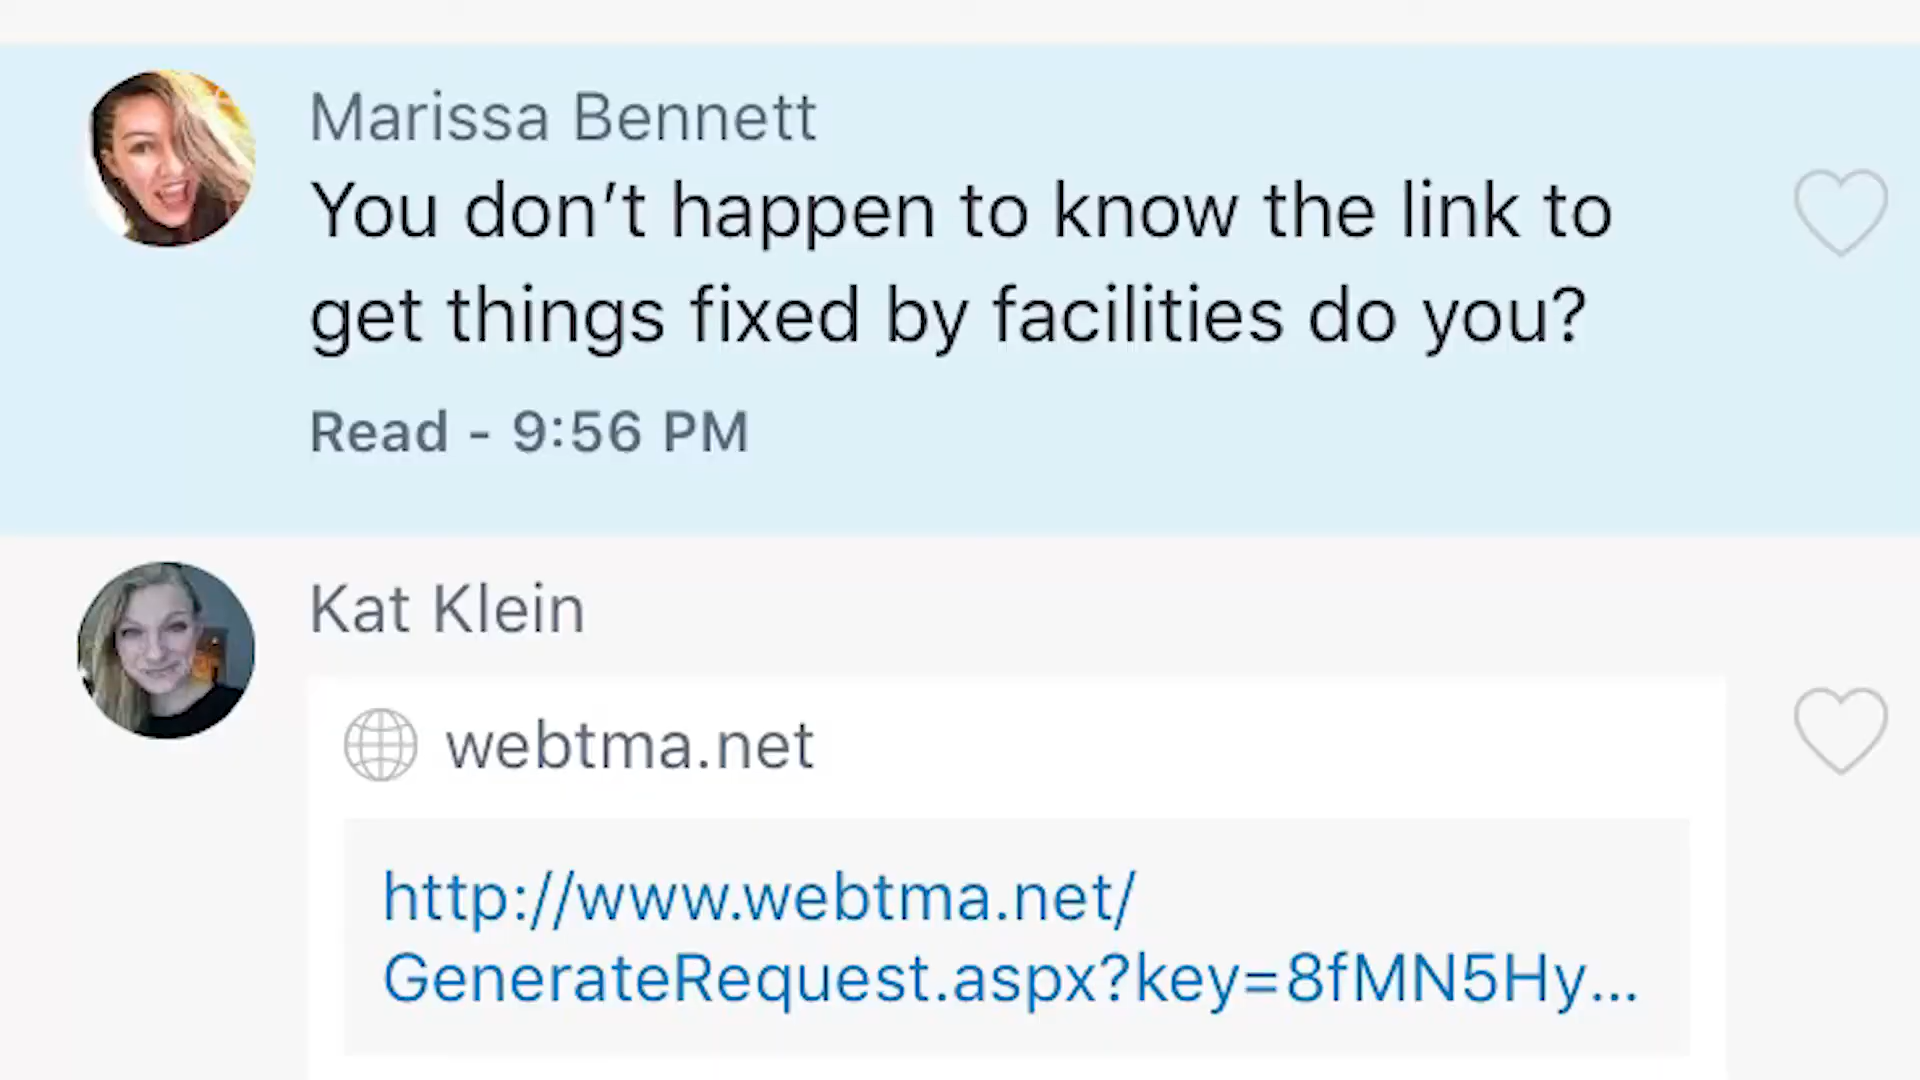 Marissa Bennett
You don’t happen to know the link to
get things fixed by facilities do you?
Read - 9:56 PM
Kat Klein
webtma.net
http://www.webtma.net/
GenerateRequest.aspx?key=8fMN5Hy...